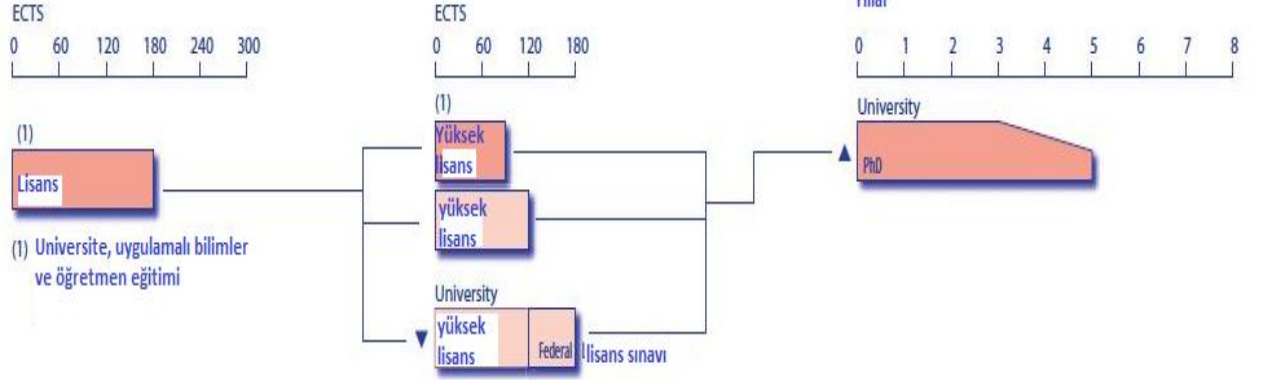 ECTS
0 60 120 180 240 300
(1)
Lisans
(1) Universite, uygulamalı bilimler
ve öğretmen eğitimi
ECTS
0 60 120 180
(1)
Yüksek
lisans
yüksek
lisans
University
yüksek
lisans
Federal lisans sınavı
0 1 2 3 4 5 6 7 8
University
PhD